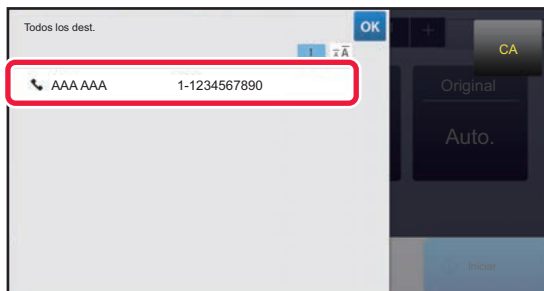 Todos los dest.
OK
+
CA
1
AAA AAA 1-1234567890
Original
Auto.
Iniciar